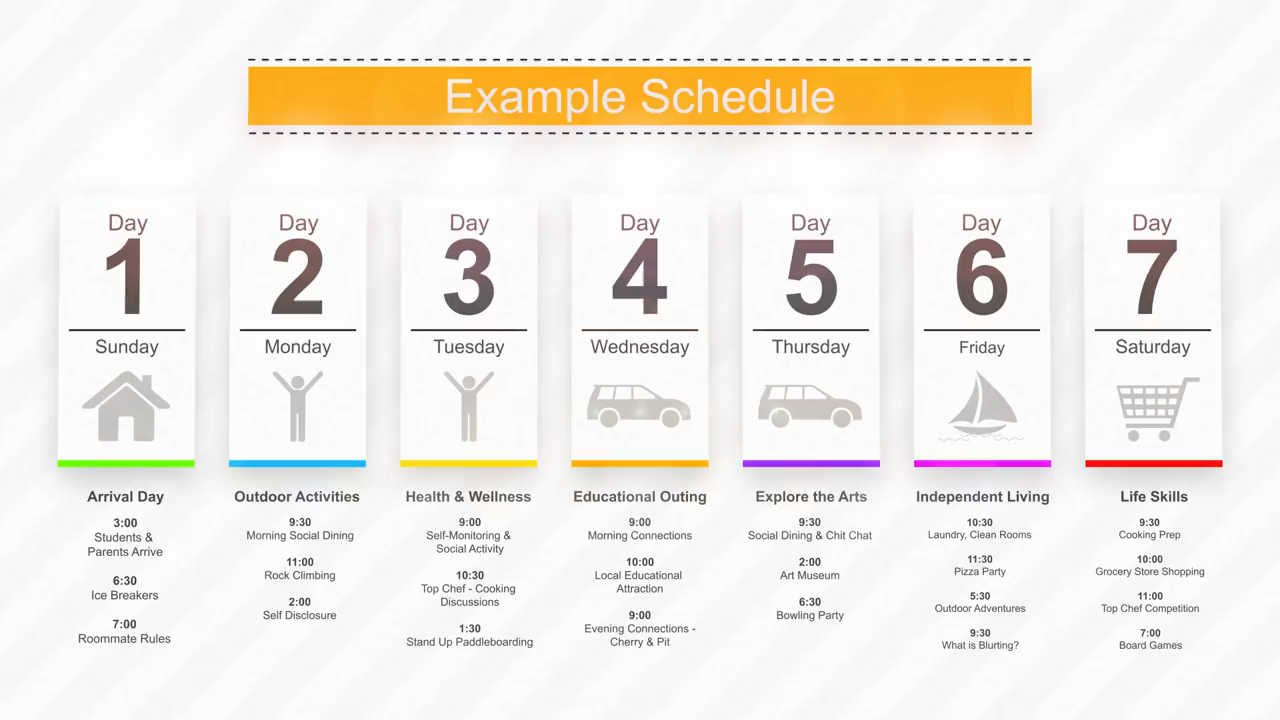 Example Schedule
Day
1
Sunday
Arrival Day
3:00
Students &
Parents Arrive
6:30
Ice Breakers
7:00
Roommate Rules
Day
2
Monday
Outdoor Activities
9:30
Morning Social Dining
11:00
Rock Climbing
2:00
Self Disclosure
Day
3
Tuesday
Health & Wellness
9:00
Self-Monitoring &
Social Activity
10:30
Top Chef - Cooking
Discussions
1:30
Stand Up Paddleboarding
Day
4
Wednesday
Educational Outing
9:00
Morning Connections
10:00
Local Educational
Attraction
9:00
Evening Connections -
Cherry & Pit
Day
5
Thursday
Explore the Arts
9:30
Social Dining & Chit Chat
2:00
Art Museum
6:30
Bowling Party
Day
6
Friday
Independent Living
10:30
Laundry, Clean Rooms
11:30
Pizza Party
5:30
Outdoor Adventures
9:30
What is Blurting?
Day
7
Saturday
Life Skills
9:30
Cooking Prep
10:00
Grocery Store Shopping
11:00
Top Chef Competition
7:00
Board Games